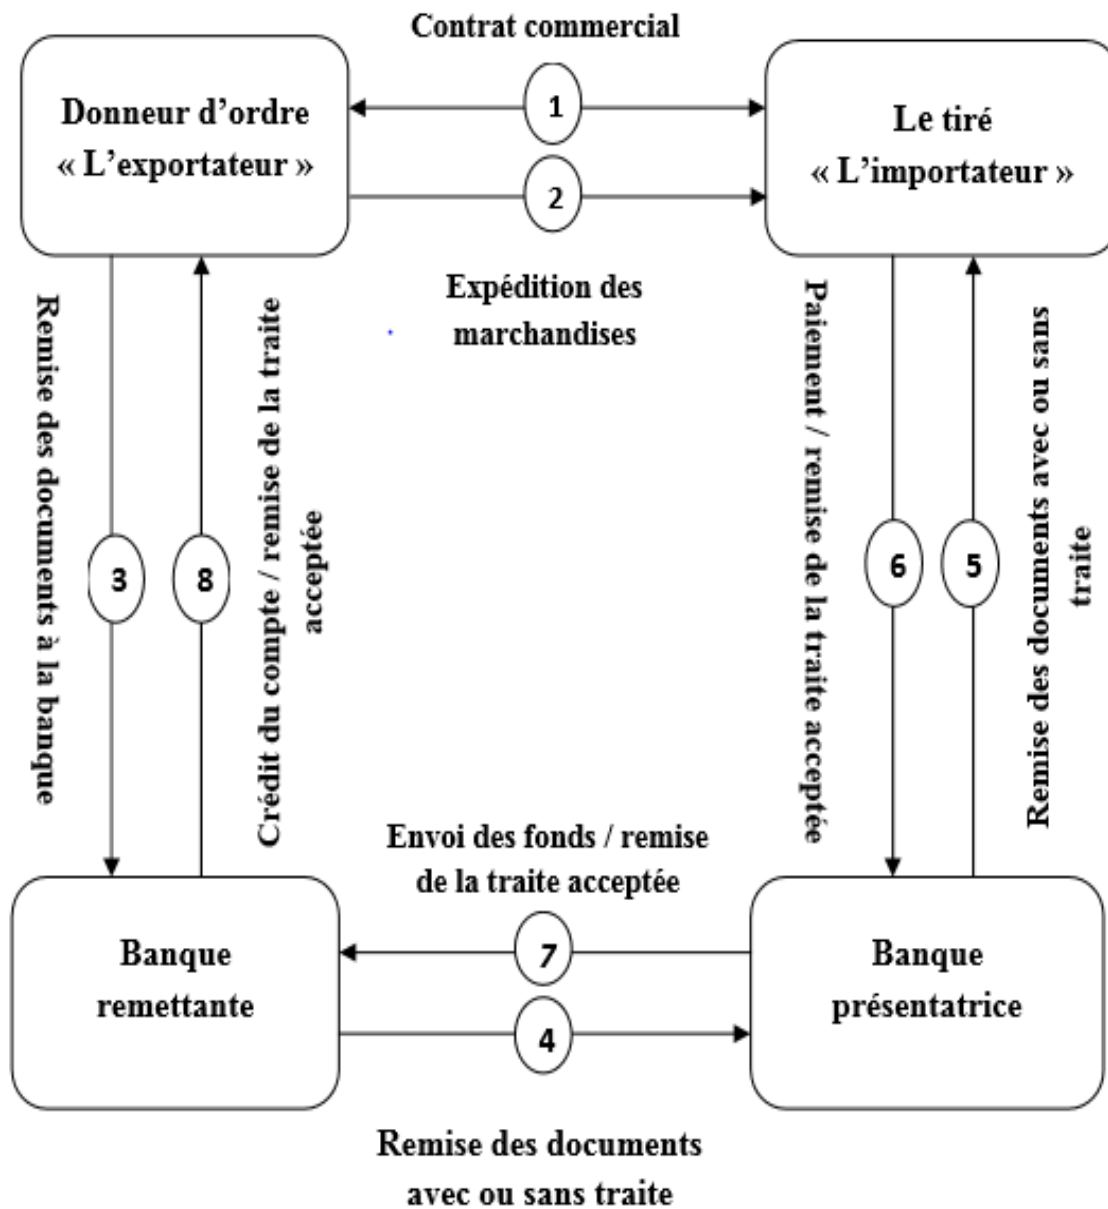 Contrat commercial
Donneur d'ordre
« L'exportateur »
1
Le tiré
« L'importateur »
2
Expédition des
marchandises
Remise des documents à la banque
3
8
Crédit du compte / remise de la traite
acceptée
Paiement / remise de la traite acceptée
6
5
Remise des documents avec ou sans
traite
Envoi des fonds / remise
de la traite acceptée
Banque
remettante
7
4
Banque
présentatrice
Remise des documents
avec ou sans traite